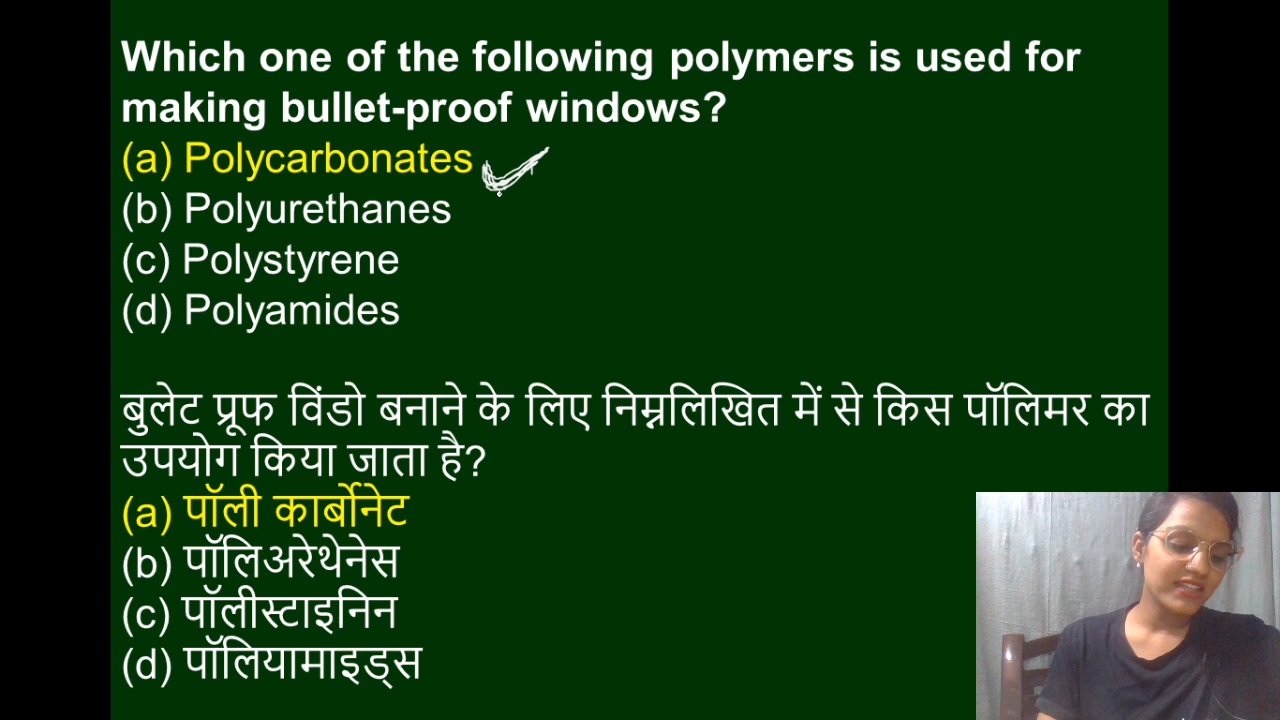 Which one of the following polymers is used for
making bullet-proof windows?
(a) Polycarbonates
(b) Polyurethanes
(c) Polystyrene
(d) Polyamides
बुलेट प्रूफ विंडो बनाने के लिए निम्नलिखित में से किस पॉलिमर का
उपयोग किया जाता है?
(a) पॉली कार्बोनेट
(b) पॉलिअरेथेनेस
(c) पॉलीस्टाइनिन
(d) पॉलियामाइड्स